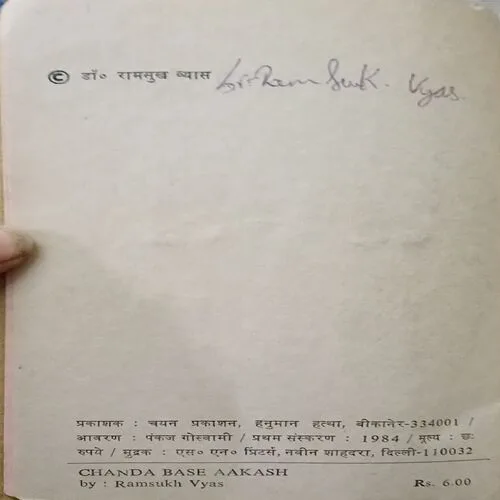 © डॉ० रामसुख व्यास Dr. Ram Suk. Vyas.
प्रकाशक : चयन प्रकाशन, हनुमान हत्था, बीकानेर-334001 /
आवरण : पंकज गोस्वामी / प्रथम संस्करण : 1984 / मूल्य : छः
रुपये / मुद्रक : एस० एन० प्रिंटर्स, नवीन शाहदरा, दिल्ली-110032
CHANDA BASE AAKASH
by : Ramsukh Vyas Rs. 6.00